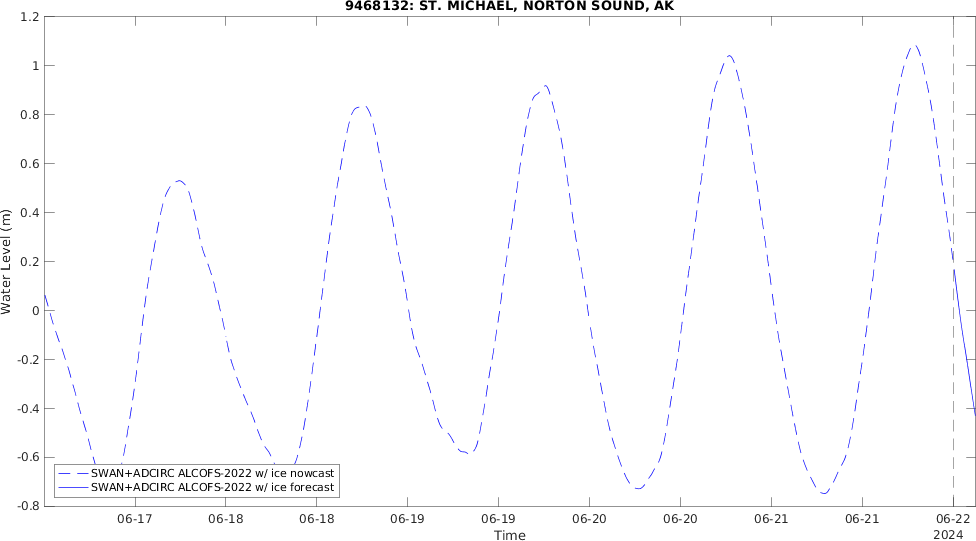 9468132: ST. MICHAEL, NORTON SOUND, AK
1.2
1
0.8
0.6
0.4
0.2
0
-0.2
-0.4
-0.6
-0.8
Water Level (m)
SWAN+ADCIRC ALCOFS-2022 w/ ice nowcast
SWAN+ADCIRC ALCOFS-2022 w/ ice forecast
06-17 06-18 06-18 06-19 06-19 06-20 06-20 06-21 06-21 06-22
2024
Time